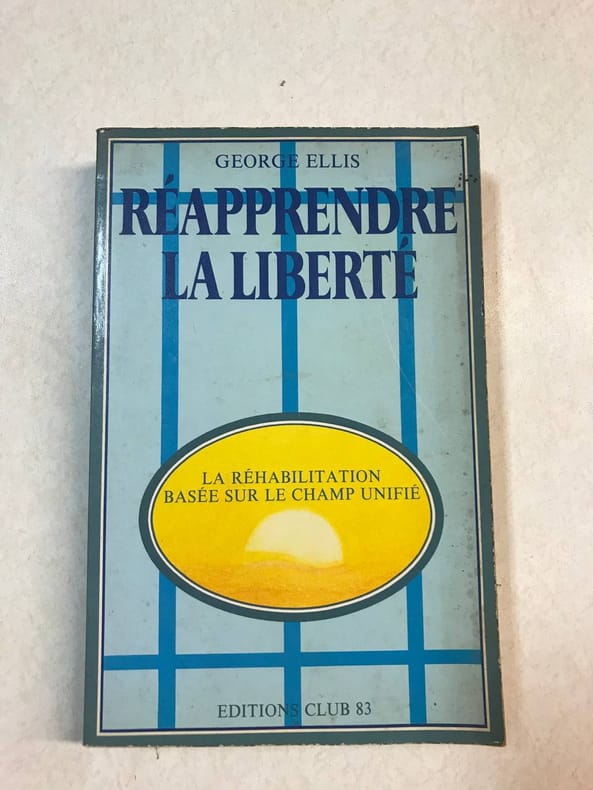 GEORGE ELLIS
RÉAPPRENDRE
LA LIBERTÉ
LA RÉHABILITATION
BASÉE SUR LE CHAMP UNIFIÉ
EDITIONS CLUB 83